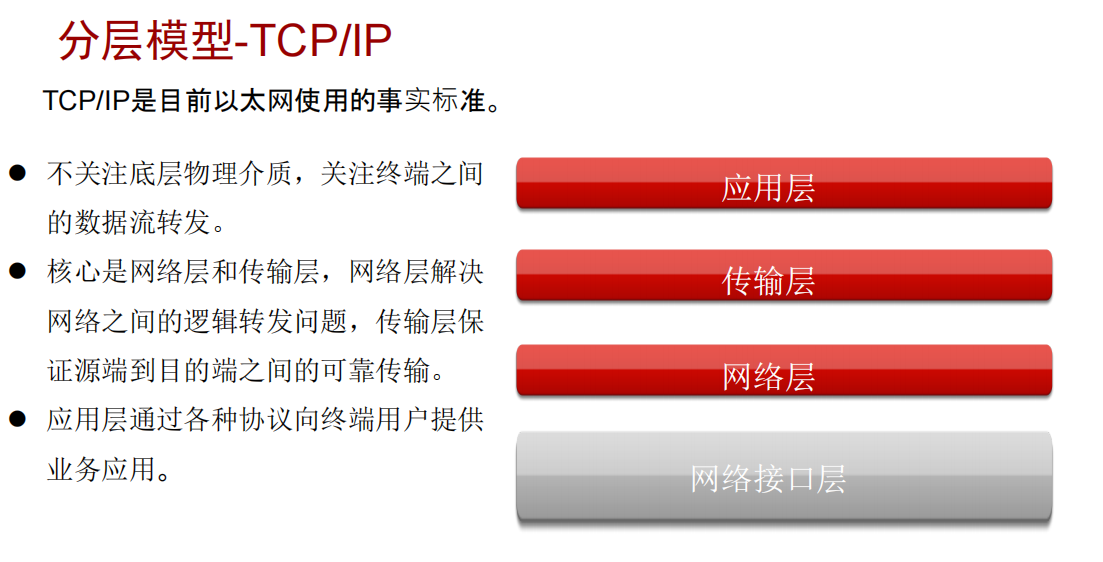 分层模型-TCP/IP
TCP/IP是目前以太网使用的事实标准。
● 不关注底层物理介质，关注终端之间
的数据流转发。
● 核心是网络层和传输层，网络层解决
网络之间的逻辑转发问题，传输层保
证源端到目的端之间的可靠传输。
● 应用层通过各种协议向终端用户提供
业务应用。
应用层
传输层
网络层
网络接口层